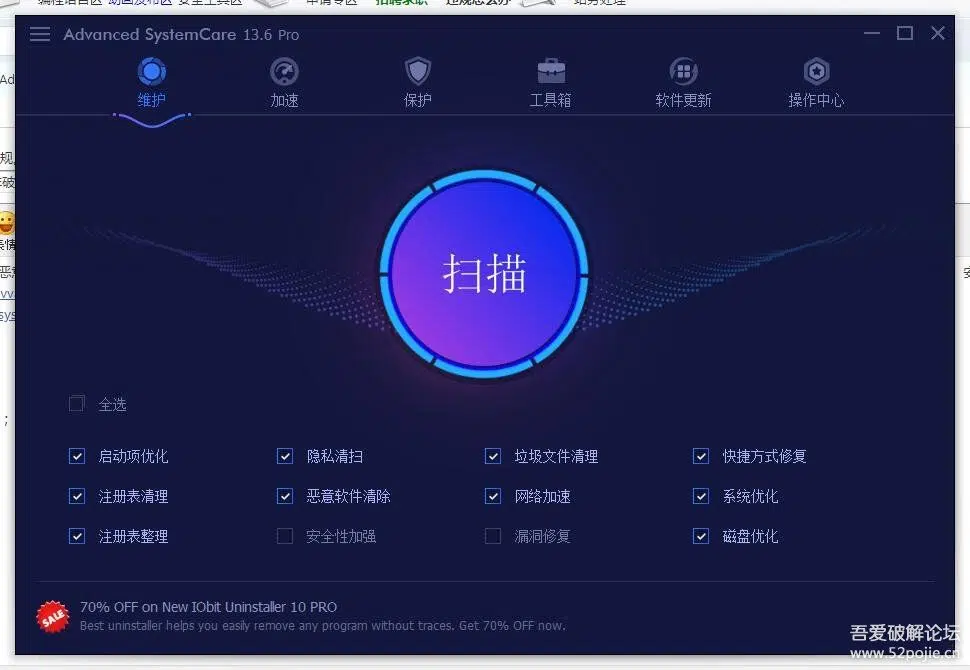 Advanced SystemCare 13.6 Pro
维护 加速 保护 工具箱 软件更新 操作中心
扫描
全选
启动项优化 隐私清扫 垃圾文件清理 快捷方式修复
注册表清理 恶意软件清除 网络加速 系统优化
注册表整理 安全性加强 漏洞修复 磁盘优化
SALE
70% OFF on New IObit Uninstaller 10 PRO
Best uninstaller helps you easily remove any program without traces. Get 70% OFF now.
吾爱破解论坛
www.52pojie.cn